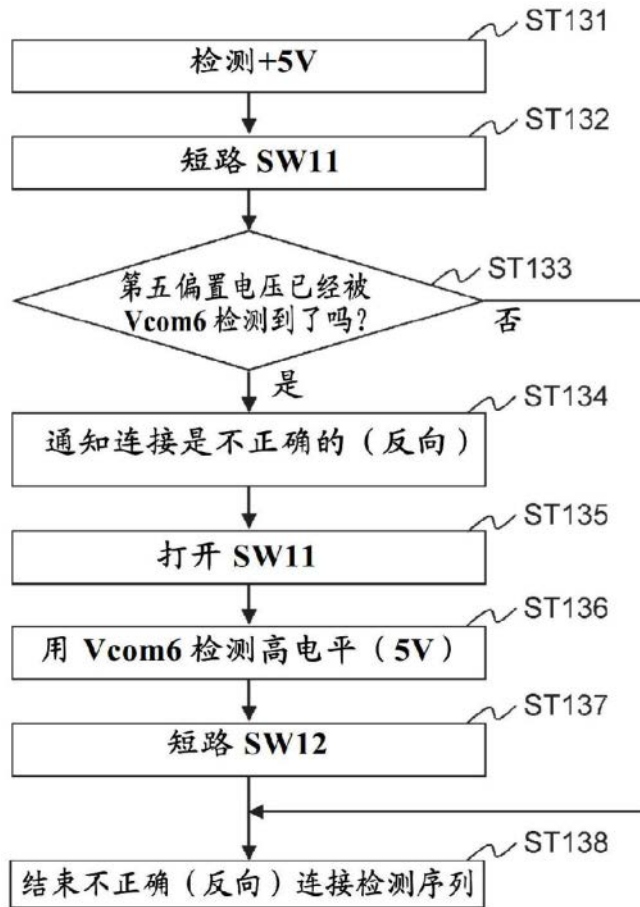 ST131
检测+5V
ST132
短路 SW11
ST133
第五偏置电压已经被
Vcom6 检测到了吗？
否
是
ST134
通知连接是不正确的（反向）
ST135
打开 SW11
ST136
用 Vcom6 检测高电平（5V）
ST137
短路 SW12
ST138
结束不正确（反向）连接检测序列